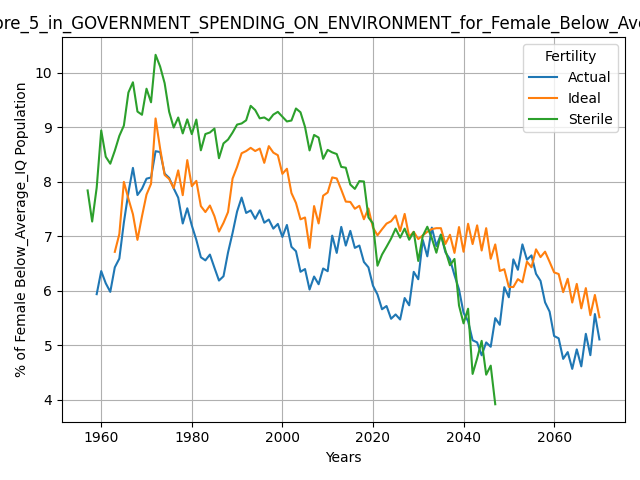 ore_5_in_GOVERNMENT_SPENDING_ON_ENVIRONMENT_for_Female_Below_Ave
Fertility
Actual
Ideal
Sterile
10
9
8
7
6
5
4
% of Female Below_Average_IQ Population
1960 1980 2000 2020 2040 2060
Years